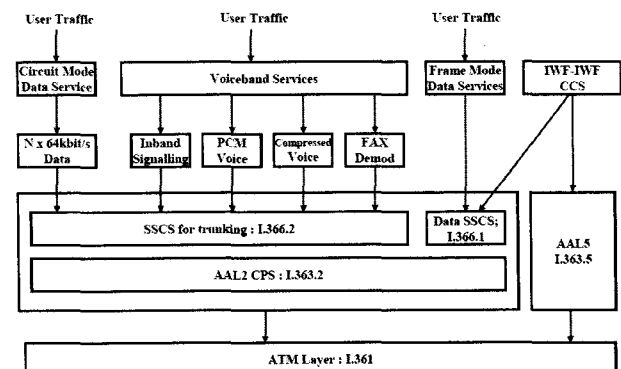 User Traffic
User Traffic
User Traffic
Circuit Mode
Data Service
Voiceband Services
Frame Mode
Data Services
IWF-IWF
CCS
N x 64kbit/s
Data
Inband
Signalling
PCM
Voice
Compressed
Voice
FAX
Demod
SSCS for trunking : I.366.2
Data SSCS;
I.366.1
AAL5
I.363.5
AAL2 CPS : I.363.2
ATM Layer : I.361